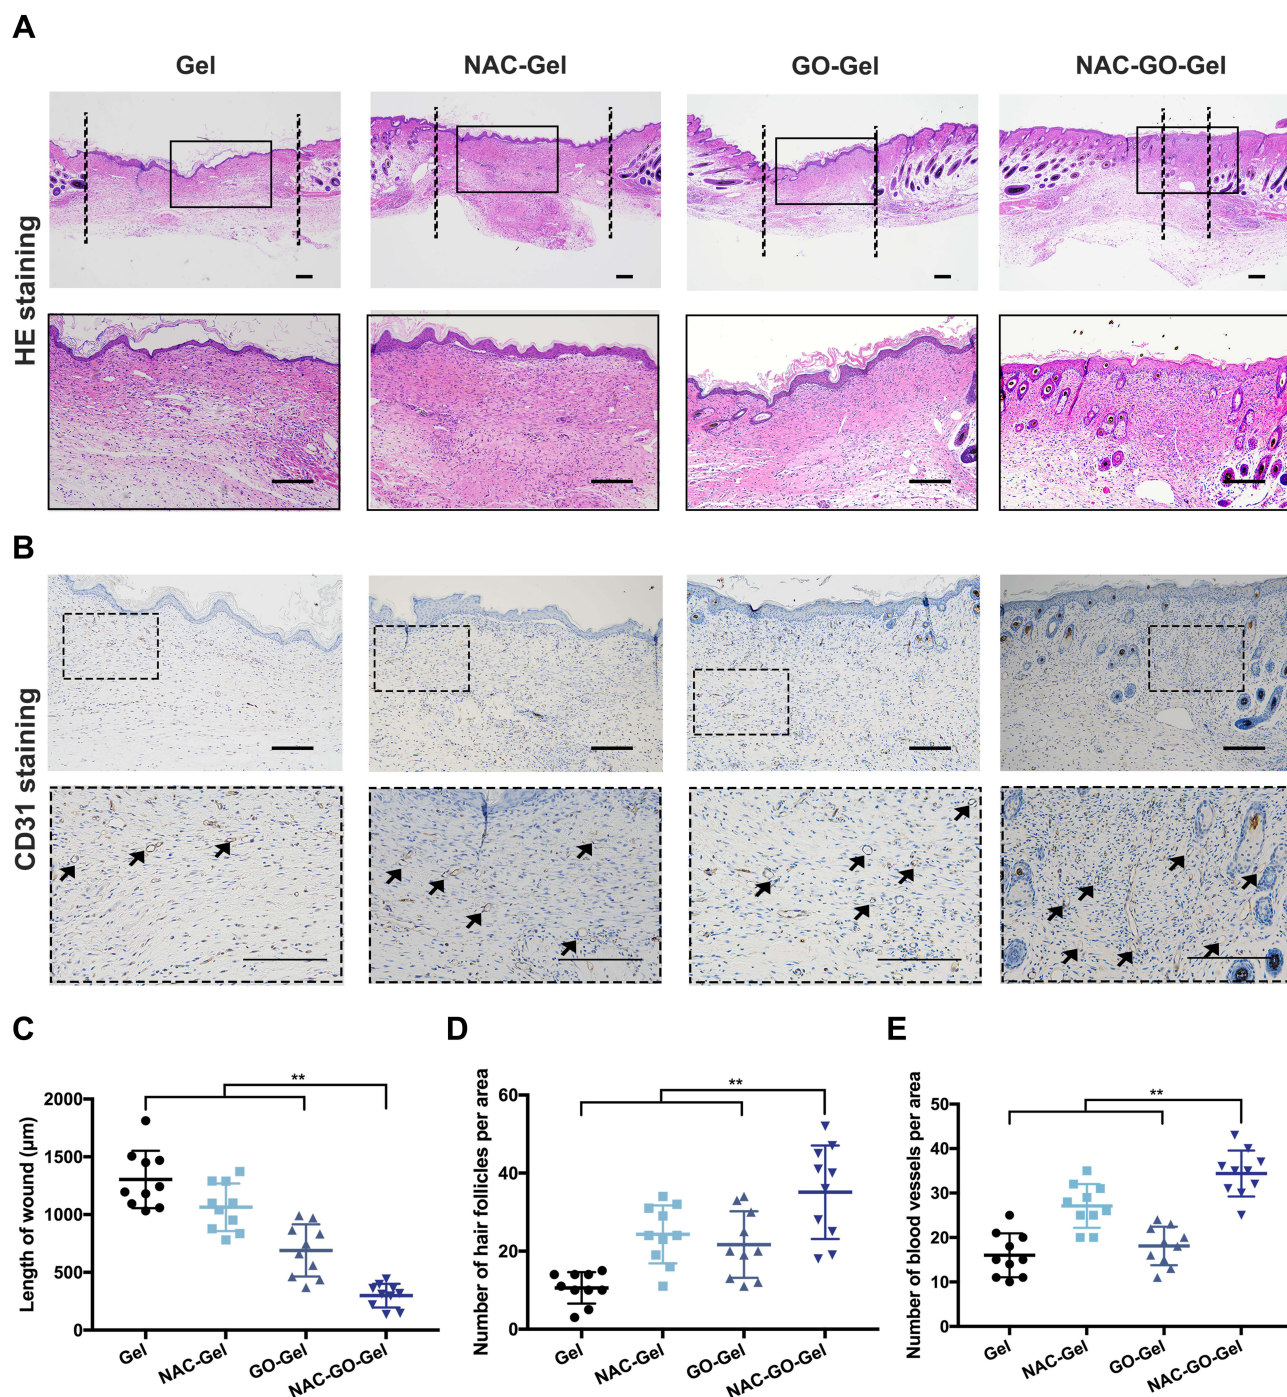 A
Gel
NAC-Gel
GO-Gel
NAC-GO-Gel
HE staining
B
CD31 staining
C
Length of wound (μm)
2000
1500
1000
500
0
**
Gel
NAC-Gel
GO-Gel
NAC-GO-Gel
D
Number of hair follicles per area
60
40
20
0
**
Gel
NAC-Gel
GO-Gel
NAC-GO-Gel
E
Number of blood vessels per area
50
40
30
20
10
0
**
Gel
NAC-Gel
GO-Gel
NAC-GO-Gel